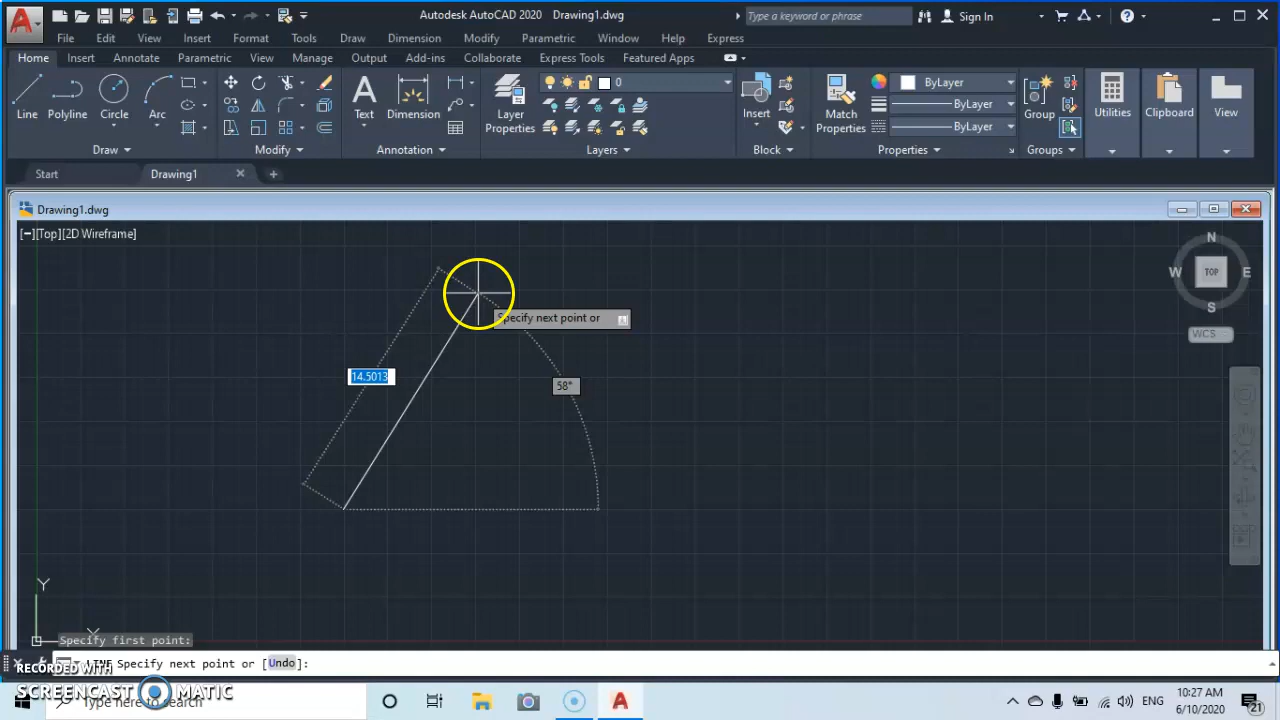 Autodesk AutoCAD 2020 Drawing1.dwg
Type a keyword or phrase
Sign In
File Edit View Insert Format Tools Draw Dimension Modify Parametric Window Help Express
Home Insert Annotate Parametric View Manage Output Add-ins Collaborate Express Tools Featured Apps
Line Polyline Circle Arc
Text Dimension
Layer Properties
0
Insert
Match Properties
ByLayer
ByLayer
ByLayer
Group
Utilities
Clipboard
View
Draw Modify Annotation Layers Block Properties Groups
Start Drawing1
Drawing1.dwg
[−][Top][2D Wireframe]
N
W TOP E
S
WCS
Specify next point or
14.5013
58°
Y
Specify first point:
LINE Specify next point or [Undo]:
RECORDED WITH
SCREENCAST MATIC
Type here to search
ENG
10:27 AM
6/10/2020
21